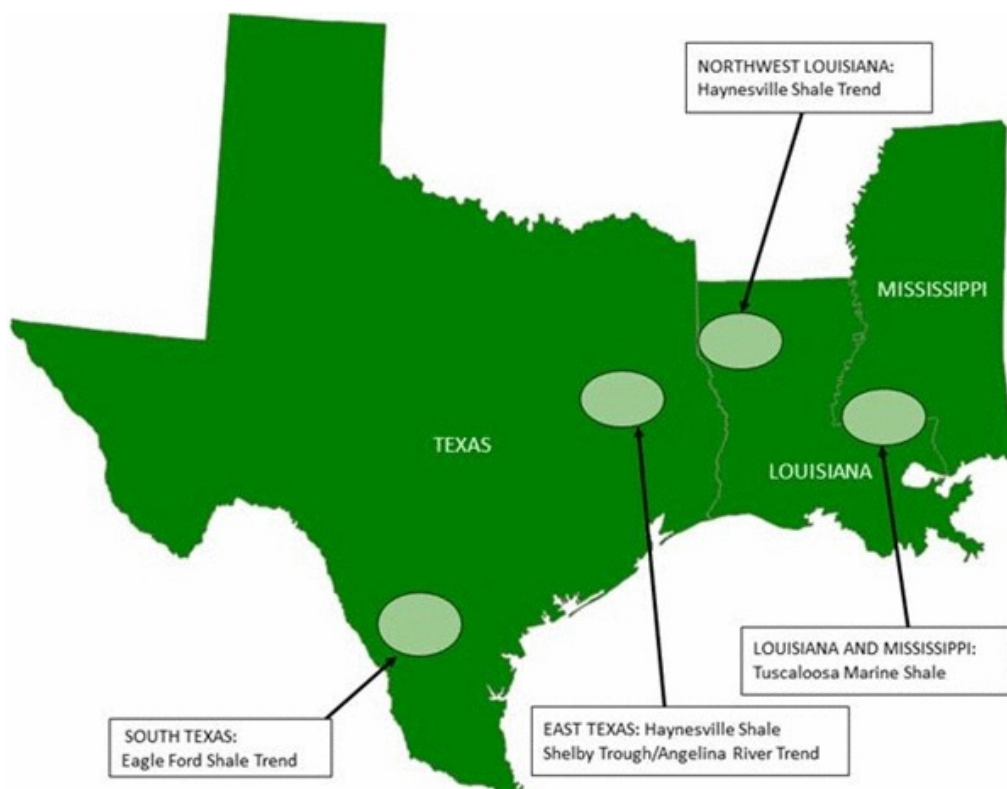 NORTHWEST LOUISIANA:
Haynesville Shale Trend
MISSISSIPPI
TEXAS
LOUISIANA
LOUISIANA AND MISSISSIPPI:
Tuscaloosa Marine Shale
SOUTH TEXAS:
Eagle Ford Shale Trend
EAST TEXAS: Haynesville Shale
Shelby Trough/Angelina River Trend